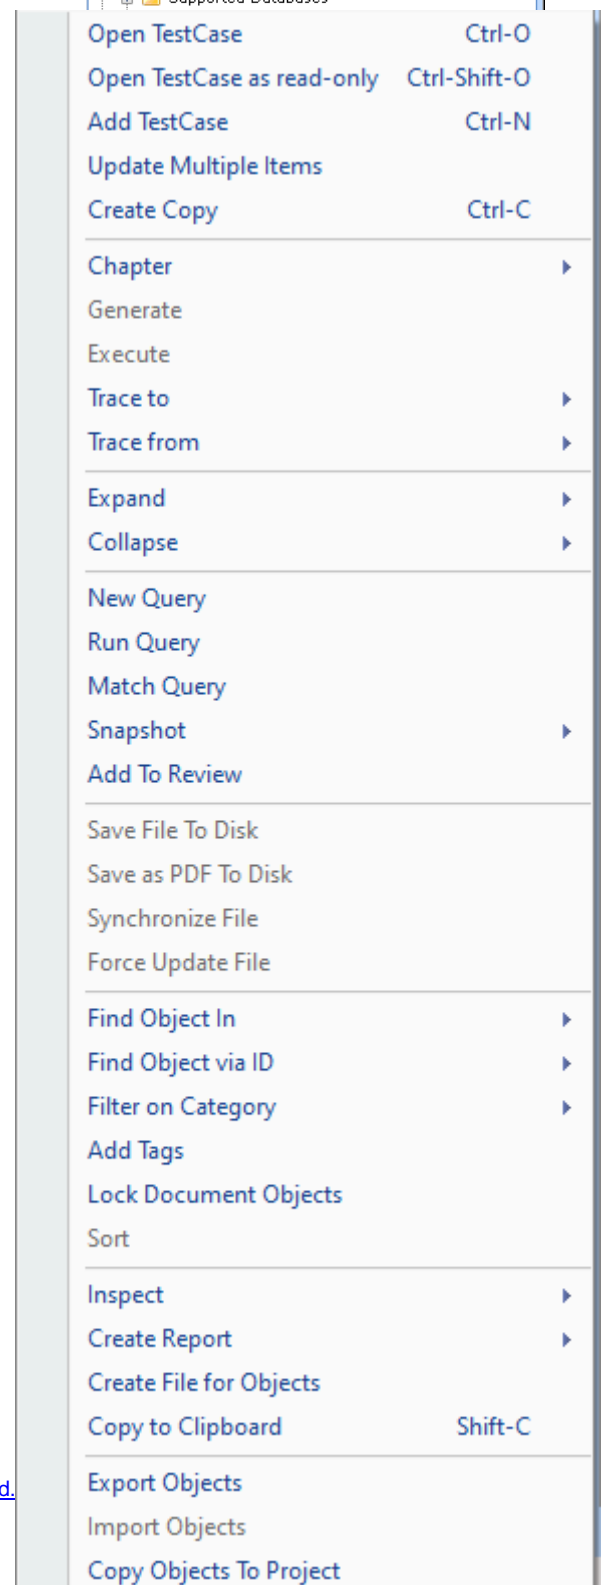 Supported Databases
Open TestCase Ctrl-O
Open TestCase as read-only Ctrl-Shift-O
Add TestCase Ctrl-N
Update Multiple Items
Create Copy Ctrl-C
Chapter
Generate
Execute
Trace to
Trace from
Expand
Collapse
New Query
Run Query
Match Query
Snapshot
Add To Review
Save File To Disk
Save as PDF To Disk
Synchronize File
Force Update File
Find Object In
Find Object via ID
Filter on Category
Add Tags
Lock Document Objects
Sort
Inspect
Create Report
Create File for Objects
Copy to Clipboard Shift-C
d.
Export Objects
Import Objects
Copy Objects To Project